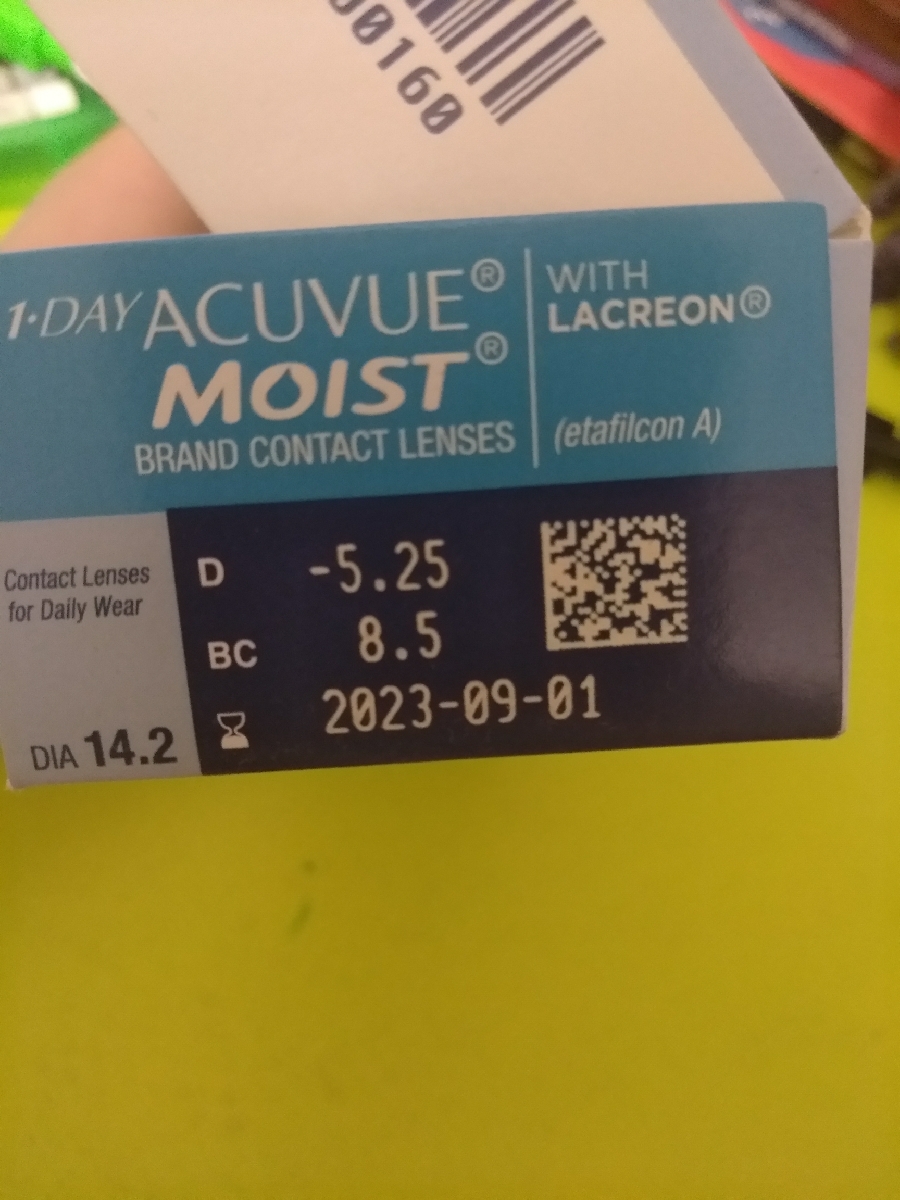 00160
1·DAY ACUVUE®
MOIST®
BRAND CONTACT LENSES
WITH
LACREON®
(etafilcon A)
Contact Lenses
for Daily Wear
DIA 14.2
D -5.25
BC 8.5
2023-09-01